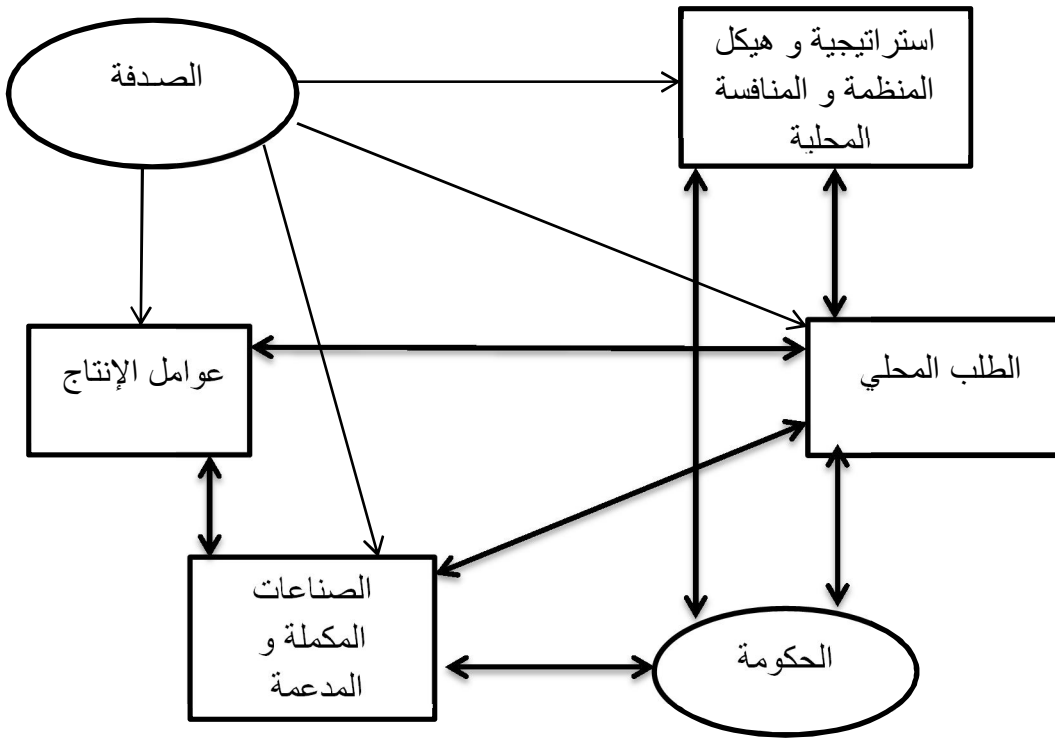 استراتيجية و هيكل
المنظمة و المنافسة
المحلية
الصدفة
الطلب المحلي
عوامل الإنتاج
الصناعات
المكملة و
المدعمة
الحكومة